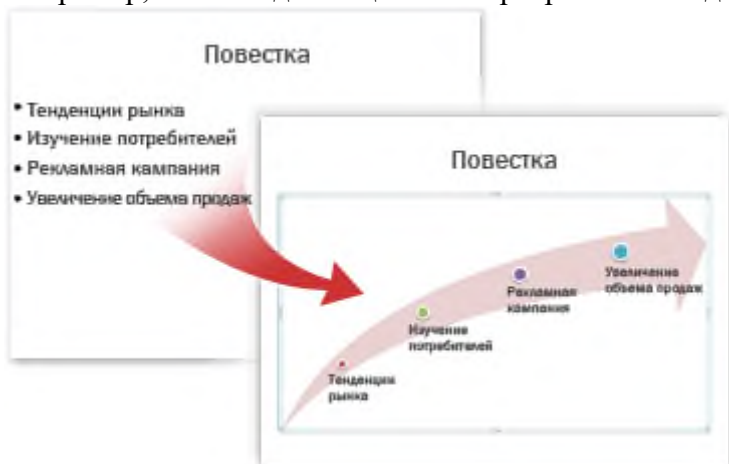 Повестка
• Тенденции рынка
• Изучение потребителей
• Рекламная кампания
• Увеличение объема продаж
Повестка
Увеличение
объема продаж
Рекламная
кампания
Изучение
потребителей
Тенденции
рынка